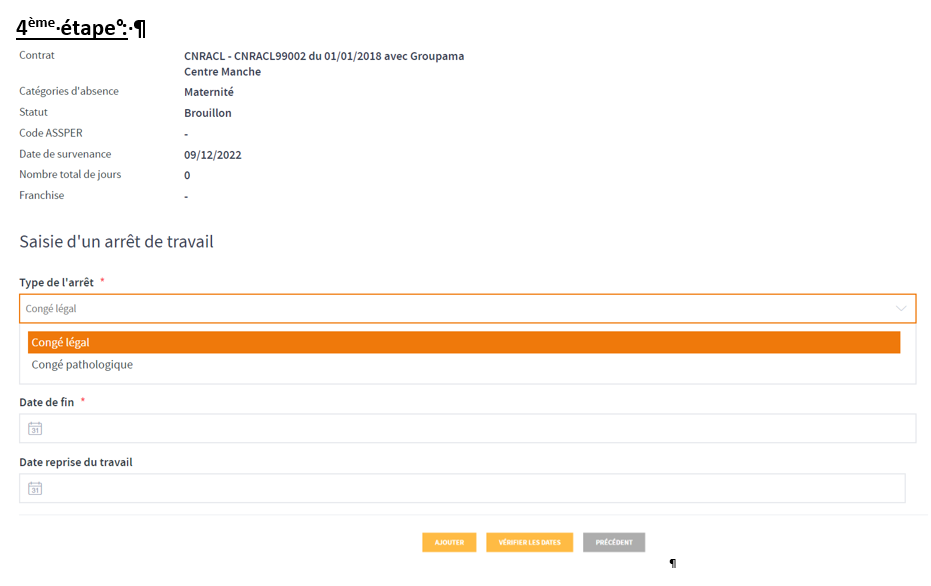 4ème·étape°:·¶
Contrat CNRACL - CNRACL99002 du 01/01/2018 avec Groupama
Centre Manche
Catégories d'absence Maternité
Statut Brouillon
Code ASSPER -
Date de survenance 09/12/2022
Nombre total de jours 0
Franchise -
Saisie d'un arrêt de travail
Type de l'arrêt *
Congé légal
Congé légal
Congé pathologique
Date de fin *
31
Date reprise du travail
31
AJOUTER VÉRIFIER LES DATES PRÉCÉDENT
¶